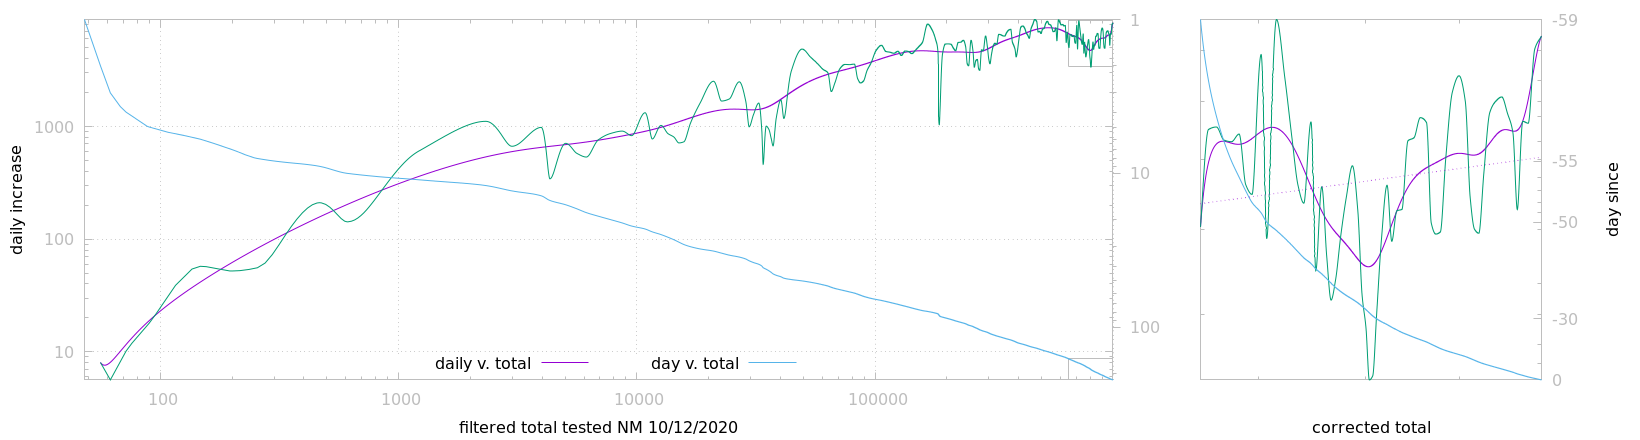 daily increase
1000
100
10
100
1000
10000
100000
filtered total tested NM 10/12/2020
daily v. total
day v. total
1
10
100
-59
-55
-50
-30
0
day since
corrected total